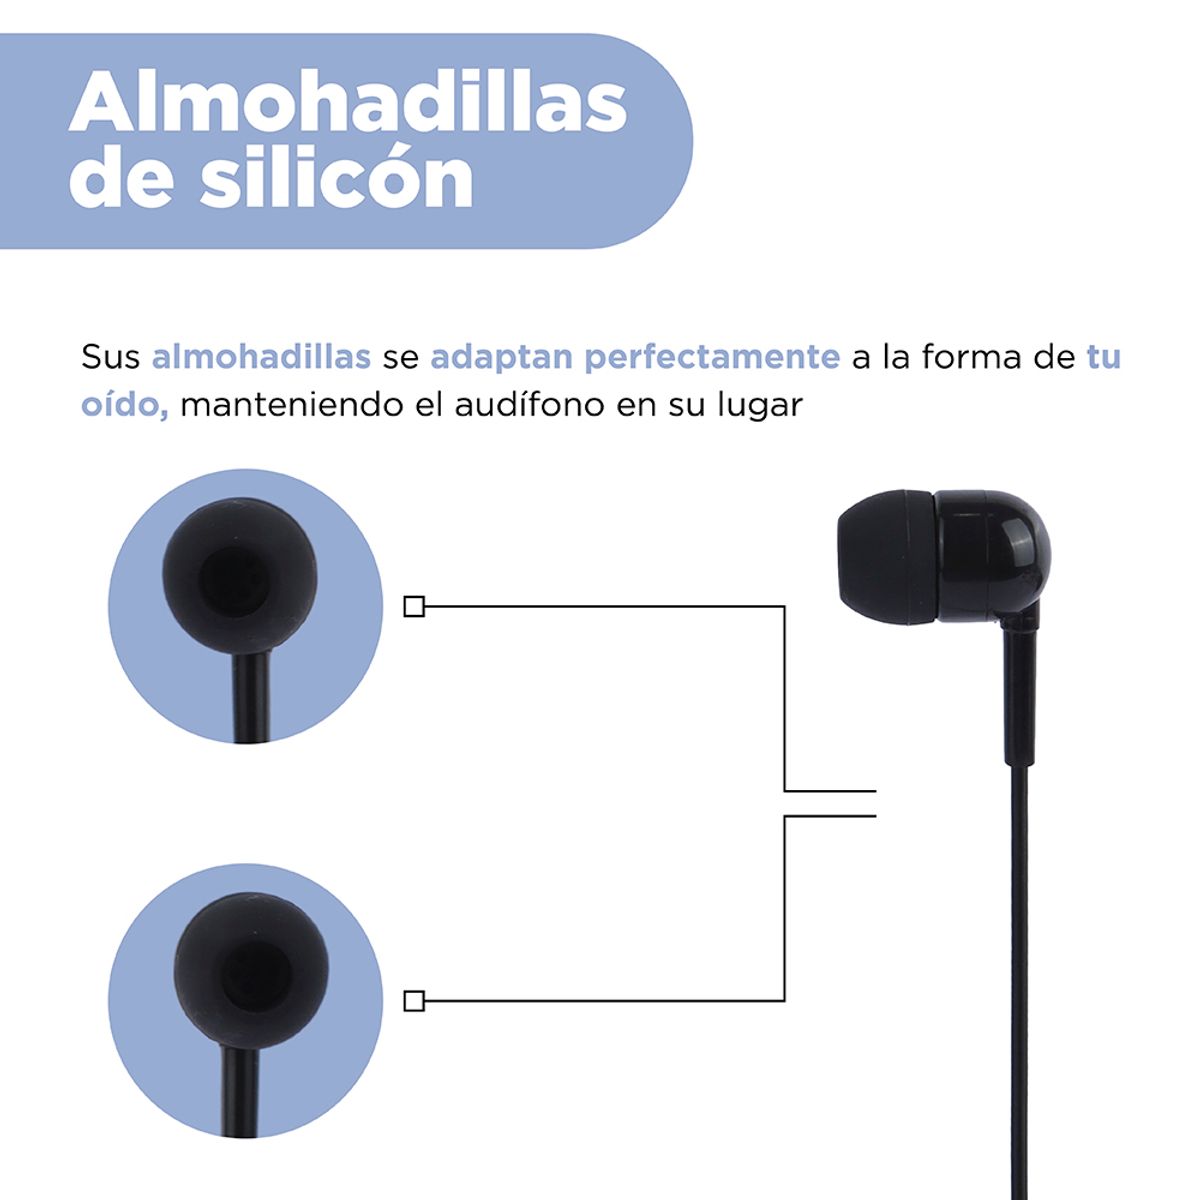 Almohadillas
de silicón
Sus almohadillas se adaptan perfectamente a la forma de tu
oído, manteniendo el audífono en su lugar